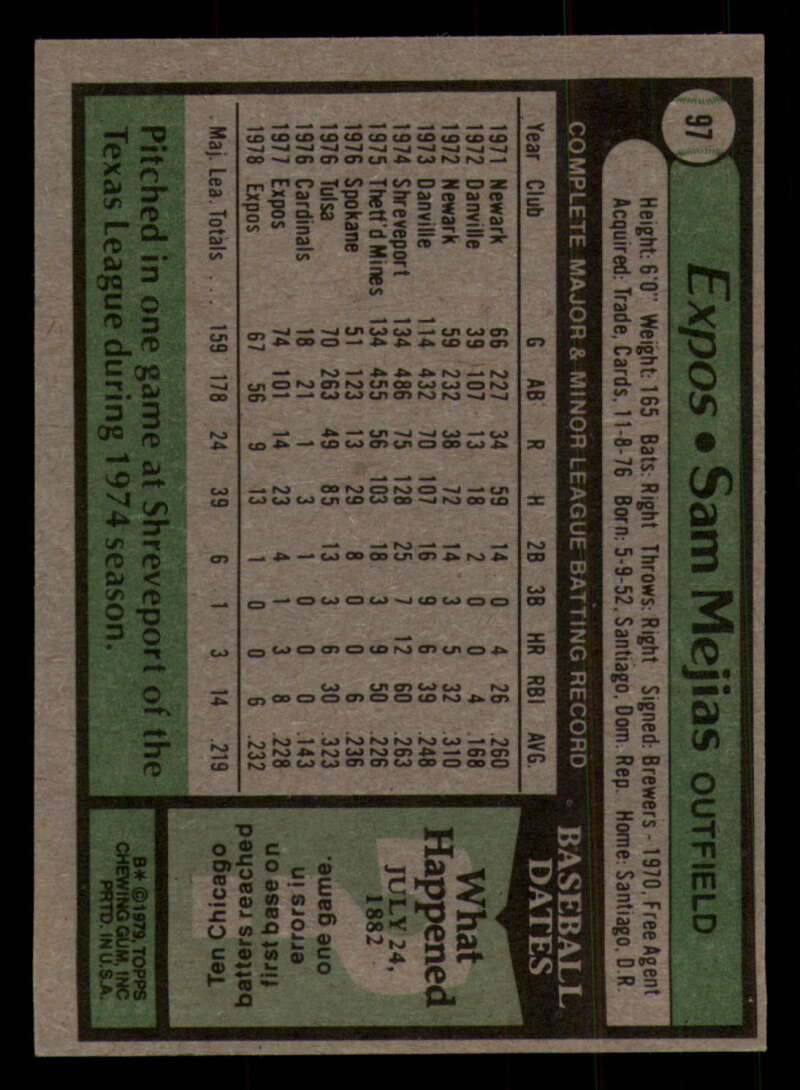 97 Expos • Sam Mejias OUTFIELD
Height: 6'0" Weight: 165 Bats: Right Throws: Right Signed: Brewers - 1970, Free Agent
Acquired: Trade, Cards, 11-8-76 Born: 5-9-52, Santiago, Dom. Rep. Home: Santiago, D.R.
COMPLETE MAJOR & MINOR LEAGUE BATTING RECORD
Year Club G AB R H 2B 3B HR RBI AVG.
1971 Newark 66 227 34 59 14 0 4 26 .260
1972 Danville 39 107 13 18 2 0 0 4 .168
1972 Newark 59 232 38 72 14 3 5 32 .310
1973 Danville 114 432 70 107 16 9 6 39 .248
1974 Shreveport 134 486 75 128 25 7 12 60 .263
1975 Thetf'd Mines 134 455 56 103 18 3 9 50 .226
1976 Spokane 51 123 13 29 8 0 0 6 .236
1976 Tulsa 70 263 49 85 13 3 6 30 .323
1976 Cardinals 18 21 1 3 1 0 0 0 .143
1977 Expos 74 101 14 23 4 1 3 8 .228
1978 Expos 67 56 9 13 1 0 0 6 .232
Maj. Lea. Totals . . . 159 178 24 39 6 1 3 14 .219
Pitched in one game at Shreveport of the
Texas League during 1974 season.
BASEBALL
DATES
What
Happened
JULY 24,
1882
Ten Chicago
batters reached
first base on
errors in
one game.
B* © 1979, TOPPS
CHEWING GUM, INC
PRTD. IN U.S.A.